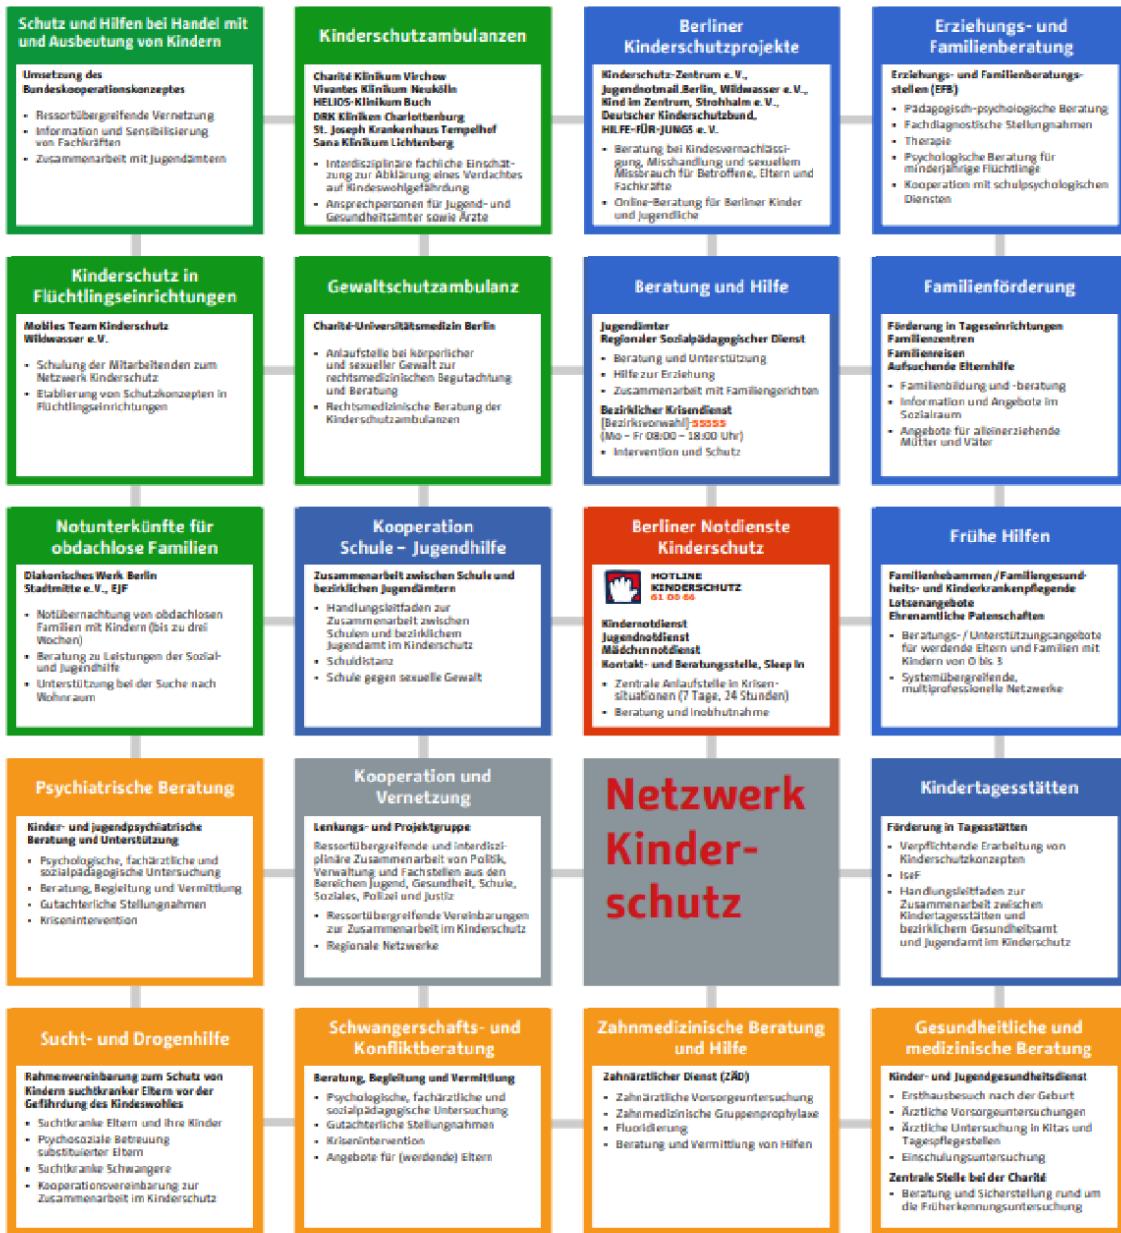 Schutz und Hilfen bei Handel mit
und Ausbeutung von Kindern
Umsetzung des
Bundeskooperationskonzeptes
• Ressortübergreifende Vernetzung
• Information und Sensibilisierung
von Fachkräften
• Zusammenarbeit mit Jugendämtern
Kinderschutzambulanzen
Charité Klinikum Virchow
Vivantes Klinikum Neukölln
HELIOS-Klinikum Buch
DRK Kliniken Charlottenburg
St. Joseph Krankenhaus Tempelhof
Sana Klinikum Lichtenberg
• Interdisziplinäre fachliche Einschät-
zung zur Abklärung eines Verdachtes
auf Kindeswohlgefährdung
• Ansprechpersonen für Jugend- und
Gesundheitsämter sowie Ärzte
Berliner
Kinderschutzprojekte
Kinderschutz-Zentrum e. V.,
Jugendnotmail.Berlin, Wildwasser e. V.,
Kind im Zentrum, Strohhalm e. V.,
Deutscher Kinderschutzbund,
HILFE-FÜR-JUNGS e. V.
• Beratung bei Kindesvernachlässi-
gung, Misshandlung und sexuellem
Missbrauch für Betroffene, Eltern und
Fachkräfte
• Online-Beratung für Berliner Kinder
und Jugendliche
Erziehungs- und
Familienberatung
Erziehungs- und Familienberatungs-
stellen (EFB)
• Pädagogisch-psychologische Beratung
• Fachdiagnostische Stellungnahmen
• Therapie
• Psychologische Beratung für
minderjährige Flüchtlinge
• Kooperation mit schulpsychologischen
Diensten
Kinderschutz in
Flüchtlingseinrichtungen
Mobiles Team Kinderschutz
Wildwasser e.V.
• Schulung der Mitarbeitenden zum
Netzwerk Kinderschutz
• Etablierung von Schutzkonzepten in
Flüchtlingseinrichtungen
Gewaltschutzambulanz
Charité-Universitätsmedizin Berlin
• Anlaufstelle bei körperlicher
und sexueller Gewalt zur
rechtsmedizinischen Begutachtung
und Beratung
• Rechtsmedizinische Beratung der
Kinderschutzambulanzen
Beratung und Hilfe
Jugendämter
Regionaler Sozialpädagogischer Dienst
• Beratung und Unterstützung
• Hilfe zur Erziehung
• Zusammenarbeit mit Familiengerichten
Bezirklicher Krisendienst
(Bezirksvorwahl)-55555
(Mo – Fr 08:00 – 18:00 Uhr)
• Intervention und Schutz
Familienförderung
Förderung in Tageseinrichtungen
Familienzentren
Familienreisen
Aufsuchende Elternhilfe
• Familienbildung und -beratung
• Information und Angebote im
Sozialraum
• Angebote für alleinerziehende
Mütter und Väter
Notunterkünfte für
obdachlose Familien
Diakonisches Werk Berlin
Stadtmitte e. V., EJF
• Notübernachtung von obdachlosen
Familien mit Kindern (bis zu drei
Wochen)
• Beratung zu Leistungen der Sozial-
und Jugendhilfe
• Unterstützung bei der Suche nach
Wohnraum
Kooperation
Schule – Jugendhilfe
Zusammenarbeit zwischen Schule und
bezirklichen Jugendämtern
• Handlungsleitfaden zur
Zusammenarbeit zwischen
Schulen und bezirklichem
Jugendamt im Kinderschutz
• Schuldistanz
• Schule gegen sexuelle Gewalt
Berliner Notdienste
Kinderschutz
HOTLINE
KINDERSCHUTZ
61 00 66
Kindernotdienst
Jugendnotdienst
Mädchennotdienst
Kontakt- und Beratungsstelle, Sleep In
• Zentrale Anlaufstelle in Krisen-
situationen (7 Tage, 24 Stunden)
• Beratung und Inobhutnahme
Frühe Hilfen
Familienhebammen / Familiengesund-
heits- und Kinderkrankenpflegende
Lotsenangebote
Ehrenamtliche Patenschaften
• Beratungs- / Unterstützungsangebote
für werdende Eltern und Familien mit
Kindern von 0 bis 3
• Systemübergreifende,
multiprofessionelle Netzwerke
Psychiatrische Beratung
Kinder- und jugendpsychiatrische
Beratung und Unterstützung
• Psychologische, fachärztliche und
sozialpädagogische Untersuchung
• Beratung, Begleitung und Vermittlung
• Gutachterliche Stellungnahmen
• Krisenintervention
Kooperation und
Vernetzung
Lenkungs- und Projektgruppe
Ressortübergreifende und interdiszi-
plinäre Zusammenarbeit von Politik,
Verwaltung und Fachstellen aus den
Bereichen Jugend, Gesundheit, Schule,
Soziales, Polizei und Justiz
• Ressortübergreifende Vereinbarungen
zur Zusammenarbeit im Kinderschutz
• Regionale Netzwerke
Netzwerk
Kinder-
schutz
Kindertagesstätten
Förderung in Tagesstätten
• Verpflichtende Erarbeitung von
Kinderschutzkonzepten
• IseF
• Handlungsleitfaden zur
Zusammenarbeit zwischen
Kindertagesstätten und
bezirklichem Gesundheitsamt
und Jugendamt im Kinderschutz
Sucht- und Drogenhilfe
Rahmenvereinbarung zum Schutz von
Kindern suchtkranker Eltern vor der
Gefährdung des Kindeswohles
• Suchtkranke Eltern und ihre Kinder
• Psychosoziale Betreuung
substituierter Eltern
• Suchtkranke Schwangere
• Kooperationsvereinbarung zur
Zusammenarbeit im Kinderschutz
Schwangerschafts- und
Konfliktberatung
Beratung, Begleitung und Vermittlung
• Psychologische, fachärztliche und
sozialpädagogische Untersuchung
• Gutachterliche Stellungnahmen
• Krisenintervention
• Angebote für (werdende) Eltern
Zahnmedizinische Beratung
und Hilfe
Zahnärztlicher Dienst (ZÄD)
• Zahnärztliche Vorsorgeuntersuchung
• Zahnmedizinische Gruppenprophylaxe
• Fluoridierung
• Beratung und Vermittlung von Hilfen
Gesundheitliche und
medizinische Beratung
Kinder- und Jugendgesundheitsdienst
• Ersthausbesuch nach der Geburt
• Ärztliche Vorsorgeuntersuchungen
• Ärztliche Untersuchung in Kitas und
Tagespflegestellen
• Einschulungsuntersuchung
Zentrale Stelle bei der Charité
• Beratung und Sicherstellung rund um
die Früherkennungsuntersuchung